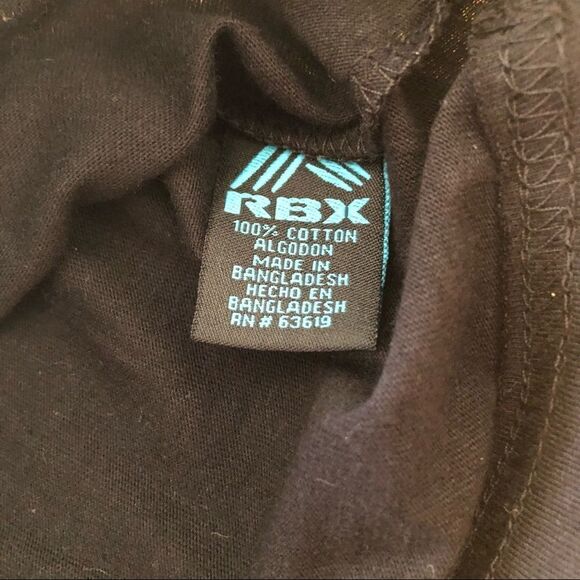 RBX
100% COTTON
ALGODON
MADE IN
BANGLADESH
HECHO EN
BANGLADESH
RN # 63619